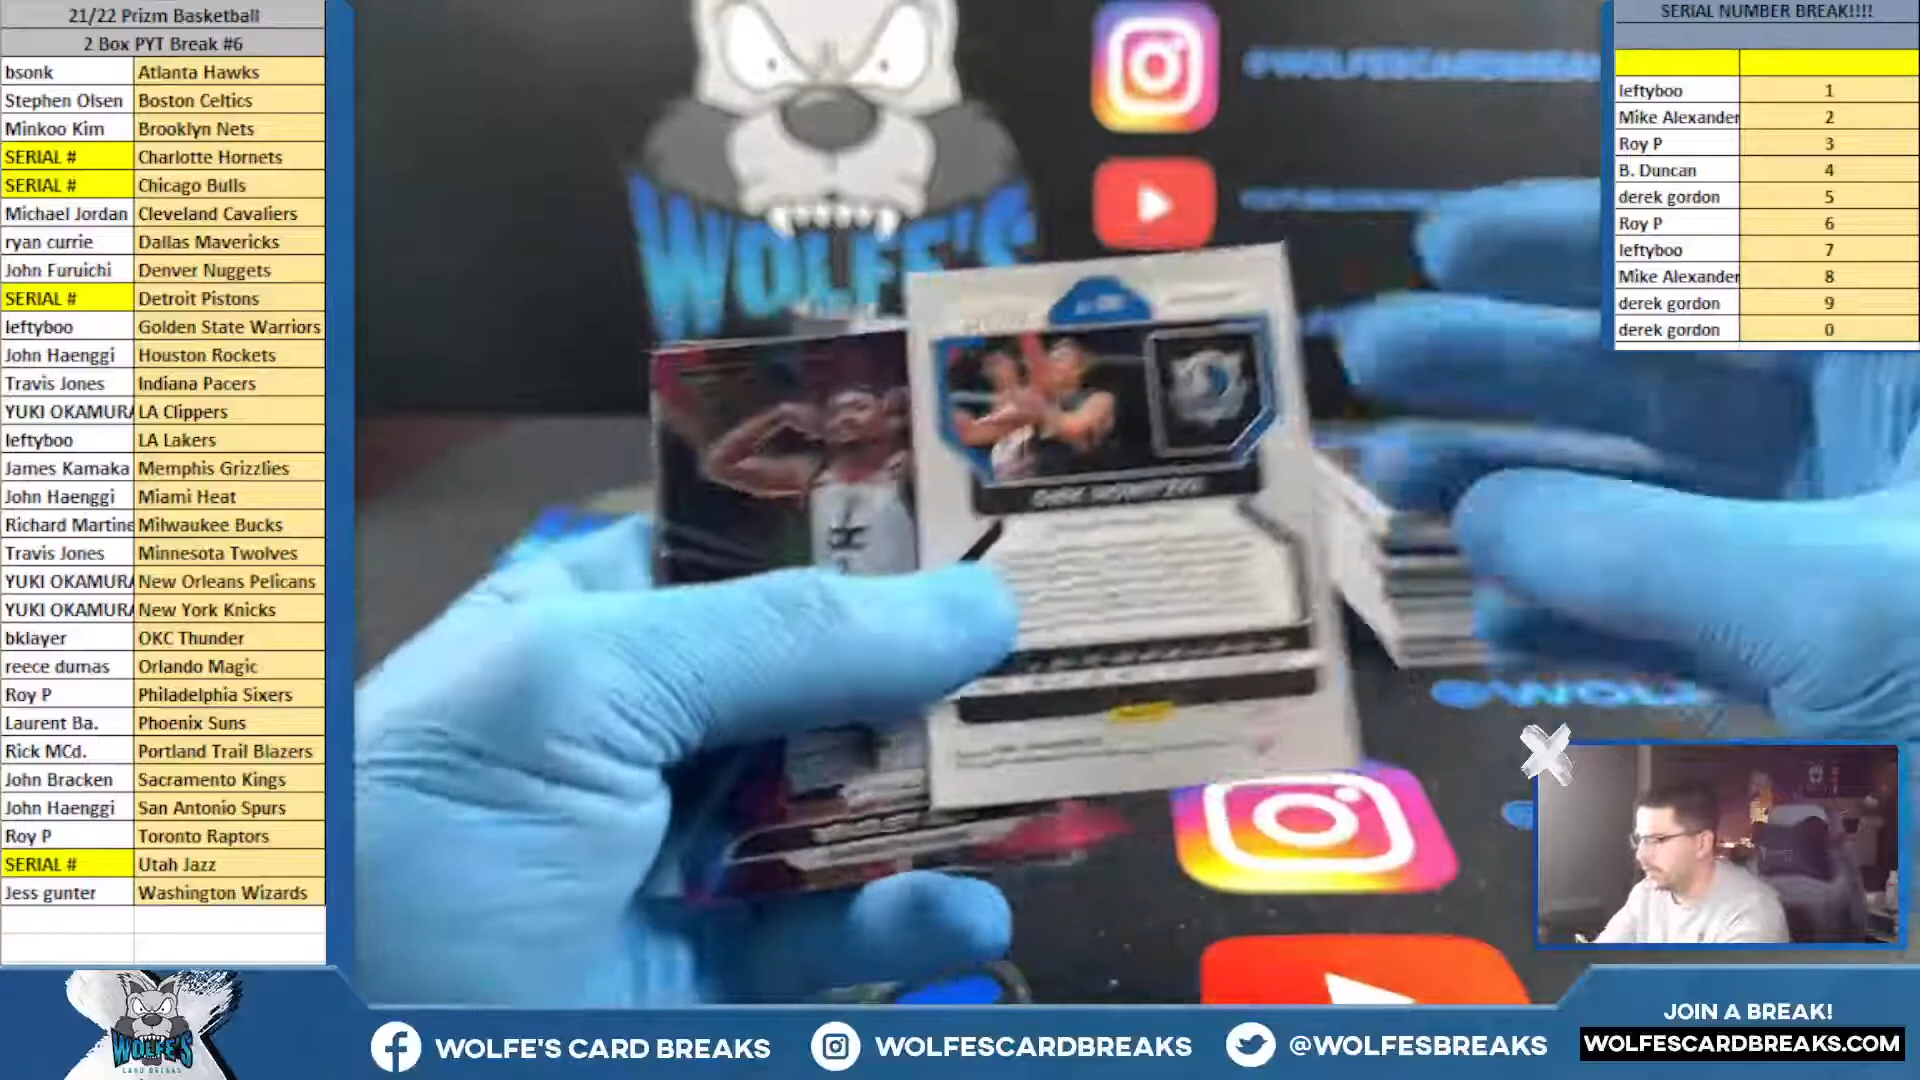 21/22 Prizm Basketball
2 Box PYT Break #6
bsonk Atlanta Hawks
Stephen Olsen Boston Celtics
Minkoo Kim Brooklyn Nets
SERIAL # Charlotte Hornets
SERIAL # Chicago Bulls
Michael Jordan Cleveland Cavaliers
ryan currie Dallas Mavericks
John Furuichi Denver Nuggets
SERIAL # Detroit Pistons
leftyboo Golden State Warriors
John Haenggi Houston Rockets
Travis Jones Indiana Pacers
YUKI OKAMURA LA Clippers
leftyboo LA Lakers
James Kamaka Memphis Grizzlies
John Haenggi Miami Heat
Richard Martine Milwaukee Bucks
Travis Jones Minnesota Twolves
YUKI OKAMURA New Orleans Pelicans
YUKI OKAMURA New York Knicks
bklayer OKC Thunder
reece dumas Orlando Magic
Roy P Philadelphia Sixers
Laurent Ba. Phoenix Suns
Rick MCd. Portland Trail Blazers
John Bracken Sacramento Kings
John Haenggi San Antonio Spurs
Roy P Toronto Raptors
SERIAL # Utah Jazz
Jess gunter Washington Wizards
WOLFE'S
@WOLFESCARDBREAKS
SERIAL NUMBER BREAK!!!!
leftyboo 1
Mike Alexander 2
Roy P 3
B. Duncan 4
derek gordon 5
Roy P 6
leftyboo 7
Mike Alexander 8
derek gordon 9
derek gordon 0
WOLFE'S
CARD BREAKS
WOLFE'S CARD BREAKS
WOLFESCARDBREAKS
@WOLFESBREAKS
JOIN A BREAK!
WOLFESCARDBREAKS.COM